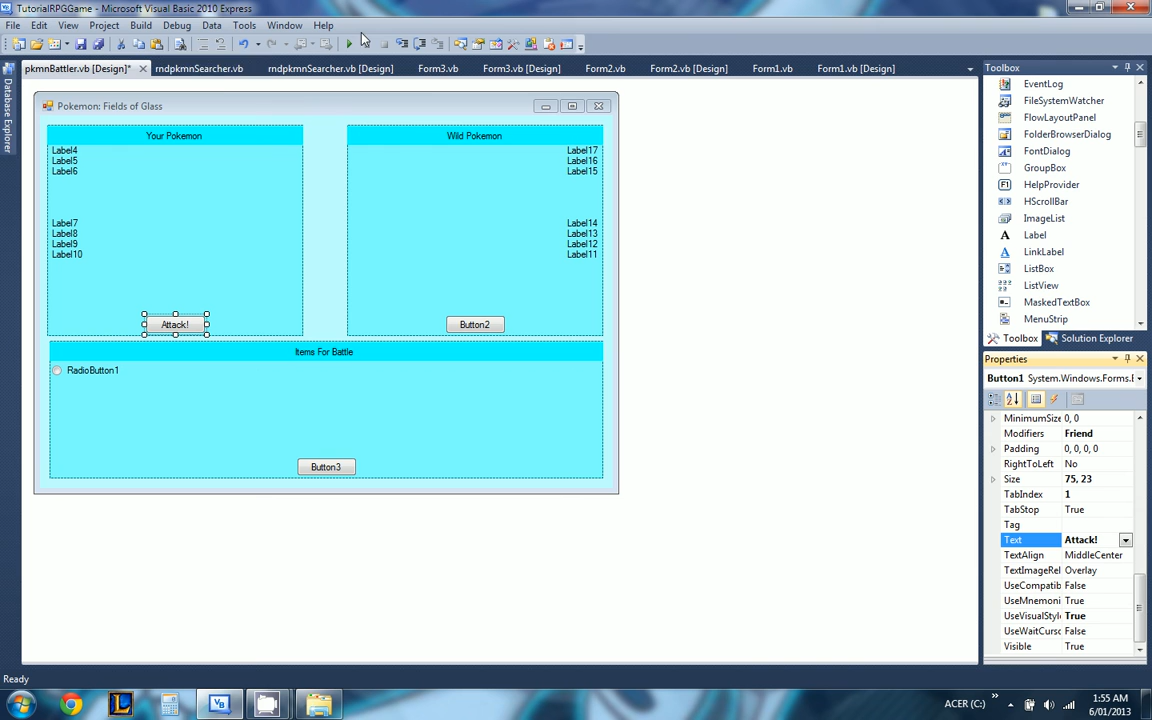 TutorialRPGGame - Microsoft Visual Basic 2010 Express
File Edit View Project Build Debug Data Tools Window Help
pkmnBattler.vb [Design]* rndpkmnSearcher.vb rndpkmnSearcher.vb [Design] Form3.vb Form3.vb [Design] Form2.vb Form2.vb [Design] Form1.vb Form1.vb [Design]
Database Explorer
Pokemon: Fields of Glass
Your Pokemon Wild Pokemon
Label4 Label17
Label5 Label16
Label6 Label15
Label7 Label14
Label8 Label13
Label9 Label12
Label10 Label11
Attack! Button2
Items For Battle
RadioButton1
Button3
Toolbox
EventLog
FileSystemWatcher
FlowLayoutPanel
FolderBrowserDialog
FontDialog
GroupBox
HelpProvider
HScrollBar
ImageList
A Label
A LinkLabel
ListBox
ListView
MaskedTextBox
MenuStrip
Toolbox Solution Explorer
Properties
Button1 System.Windows.Forms.E
MinimumSize 0, 0
Modifiers Friend
Padding 0, 0, 0, 0
RightToLeft No
Size 75, 23
TabIndex 1
TabStop True
Tag
Text Attack!
TextAlign MiddleCenter
TextImageRel Overlay
UseCompatib False
UseMnemoni True
UseVisualStyl True
UseWaitCurso False
Visible True
Ready
ACER (C:) 1:55 AM
6/01/2013